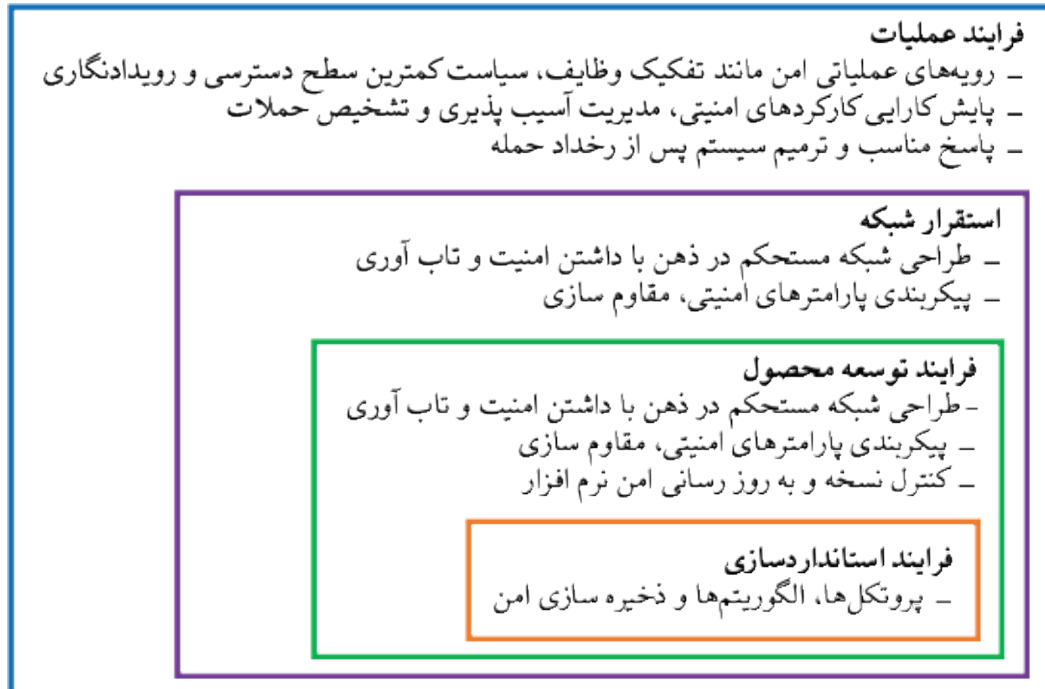 فرایند عملیات
– رویه‌های عملیاتی امن مانند تفکیک وظایف، سیاست کمترین سطح دسترسی و رویدادنگاری
– پایش کارایی کارکردهای امنیتی، مدیریت آسیب پذیری و تشخیص حملات
– پاسخ مناسب و ترمیم سیستم پس از رخداد حمله
استقرار شبکه
– طراحی شبکه مستحکم در ذهن با داشتن امنیت و تاب آوری
– پیکربندی پارامترهای امنیتی، مقاوم سازی
فرایند توسعه محصول
-طراحی شبکه مستحکم در ذهن با داشتن امنیت و تاب آوری
– پیکربندی پارامترهای امنیتی، مقاوم سازی
– کنترل نسخه و به روز رسانی امن نرم افزار
فرایند استانداردسازی
– پروتکل‌ها، الگوریتم‌ها و ذخیره سازی امن